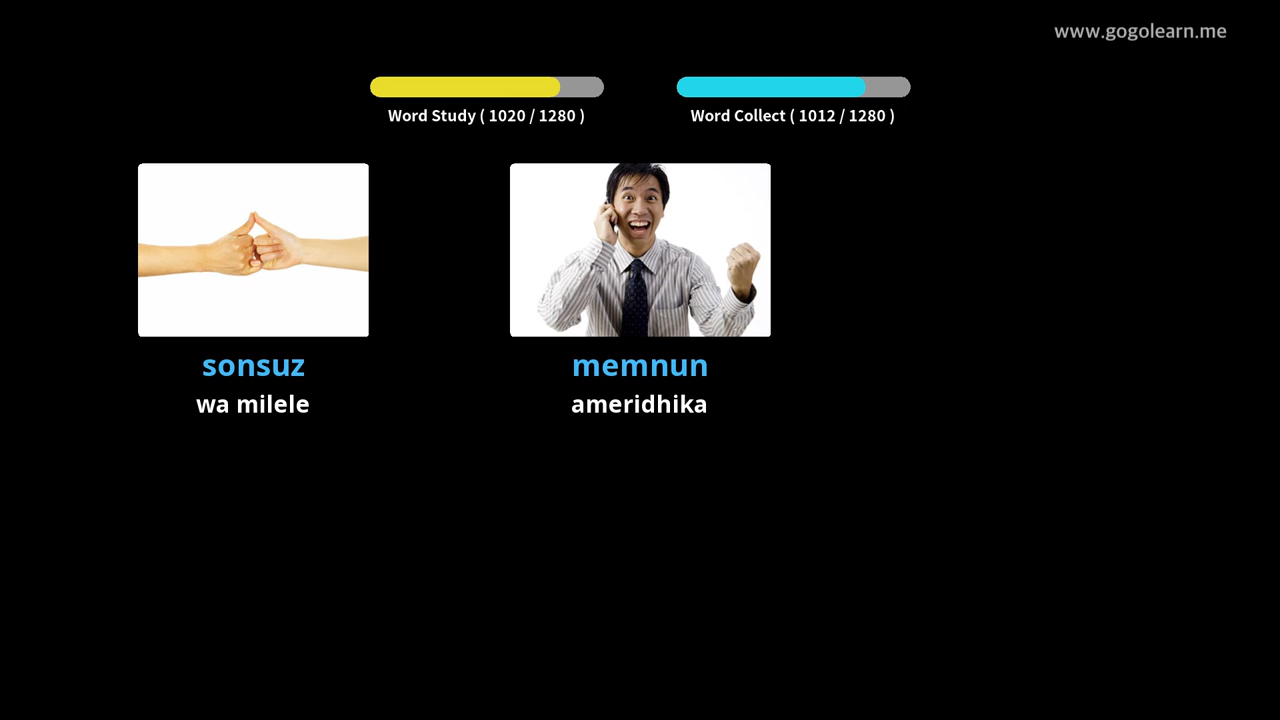 www.gogolearn.me
Word Study ( 1020 / 1280 )
Word Collect ( 1012 / 1280 )
sonsuz
wa milele
memnun
ameridhika